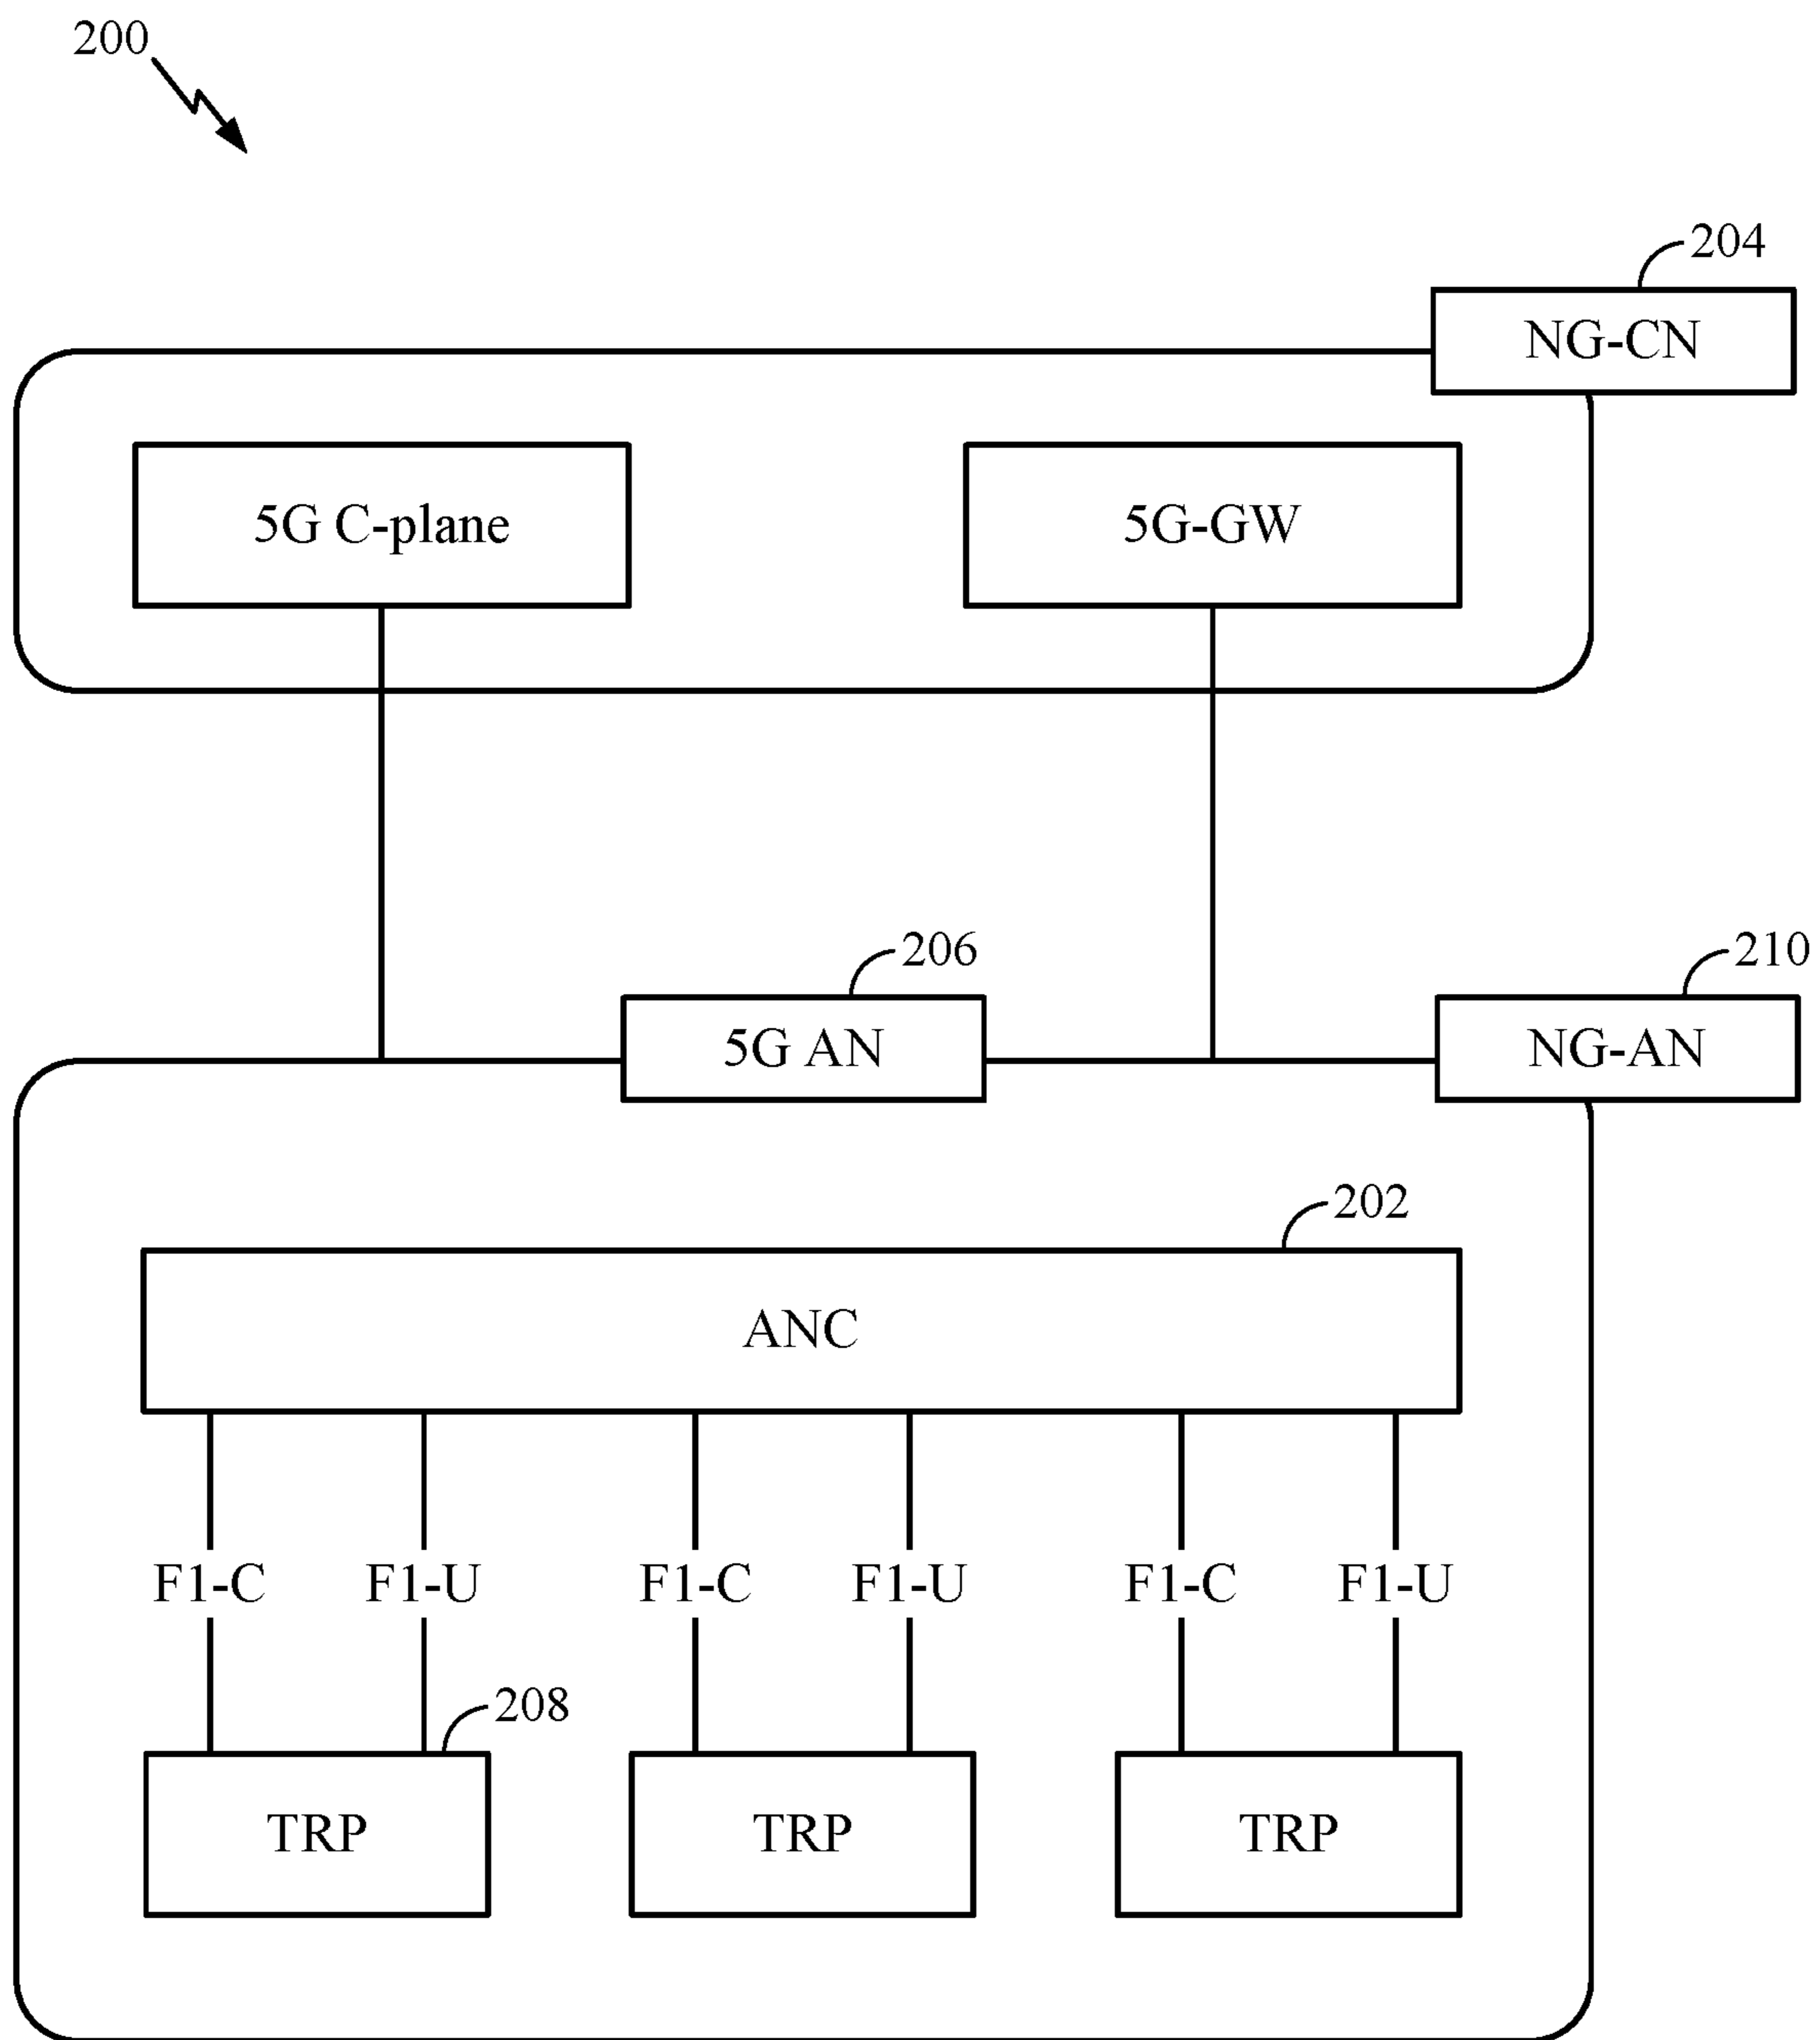 200
204
NG-CN
5G C-plane
5G-GW
206
210
5G AN
NG-AN
202
ANC
F1-C
F1-U
F1-C
F1-U
F1-C
F1-U
208
TRP
TRP
TRP